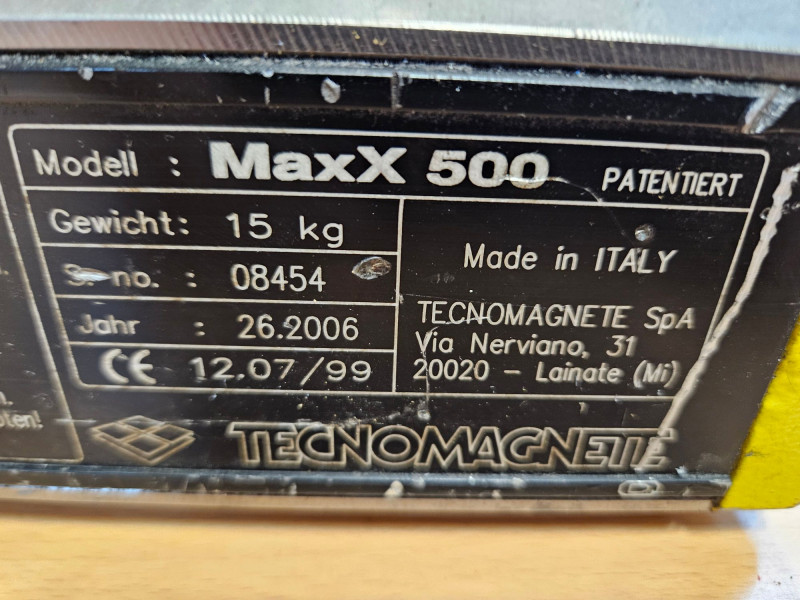 Modell : MaxX 500 PATENTIERT
Gewicht: 15 kg
S. no. : 08454
Jahr : 26.2006
CE 12.07/99
Made in ITALY
TECNOMAGNETE SpA
Via Nerviano, 31
20020 - Lainate (Mi)
TECNOMAGNETE